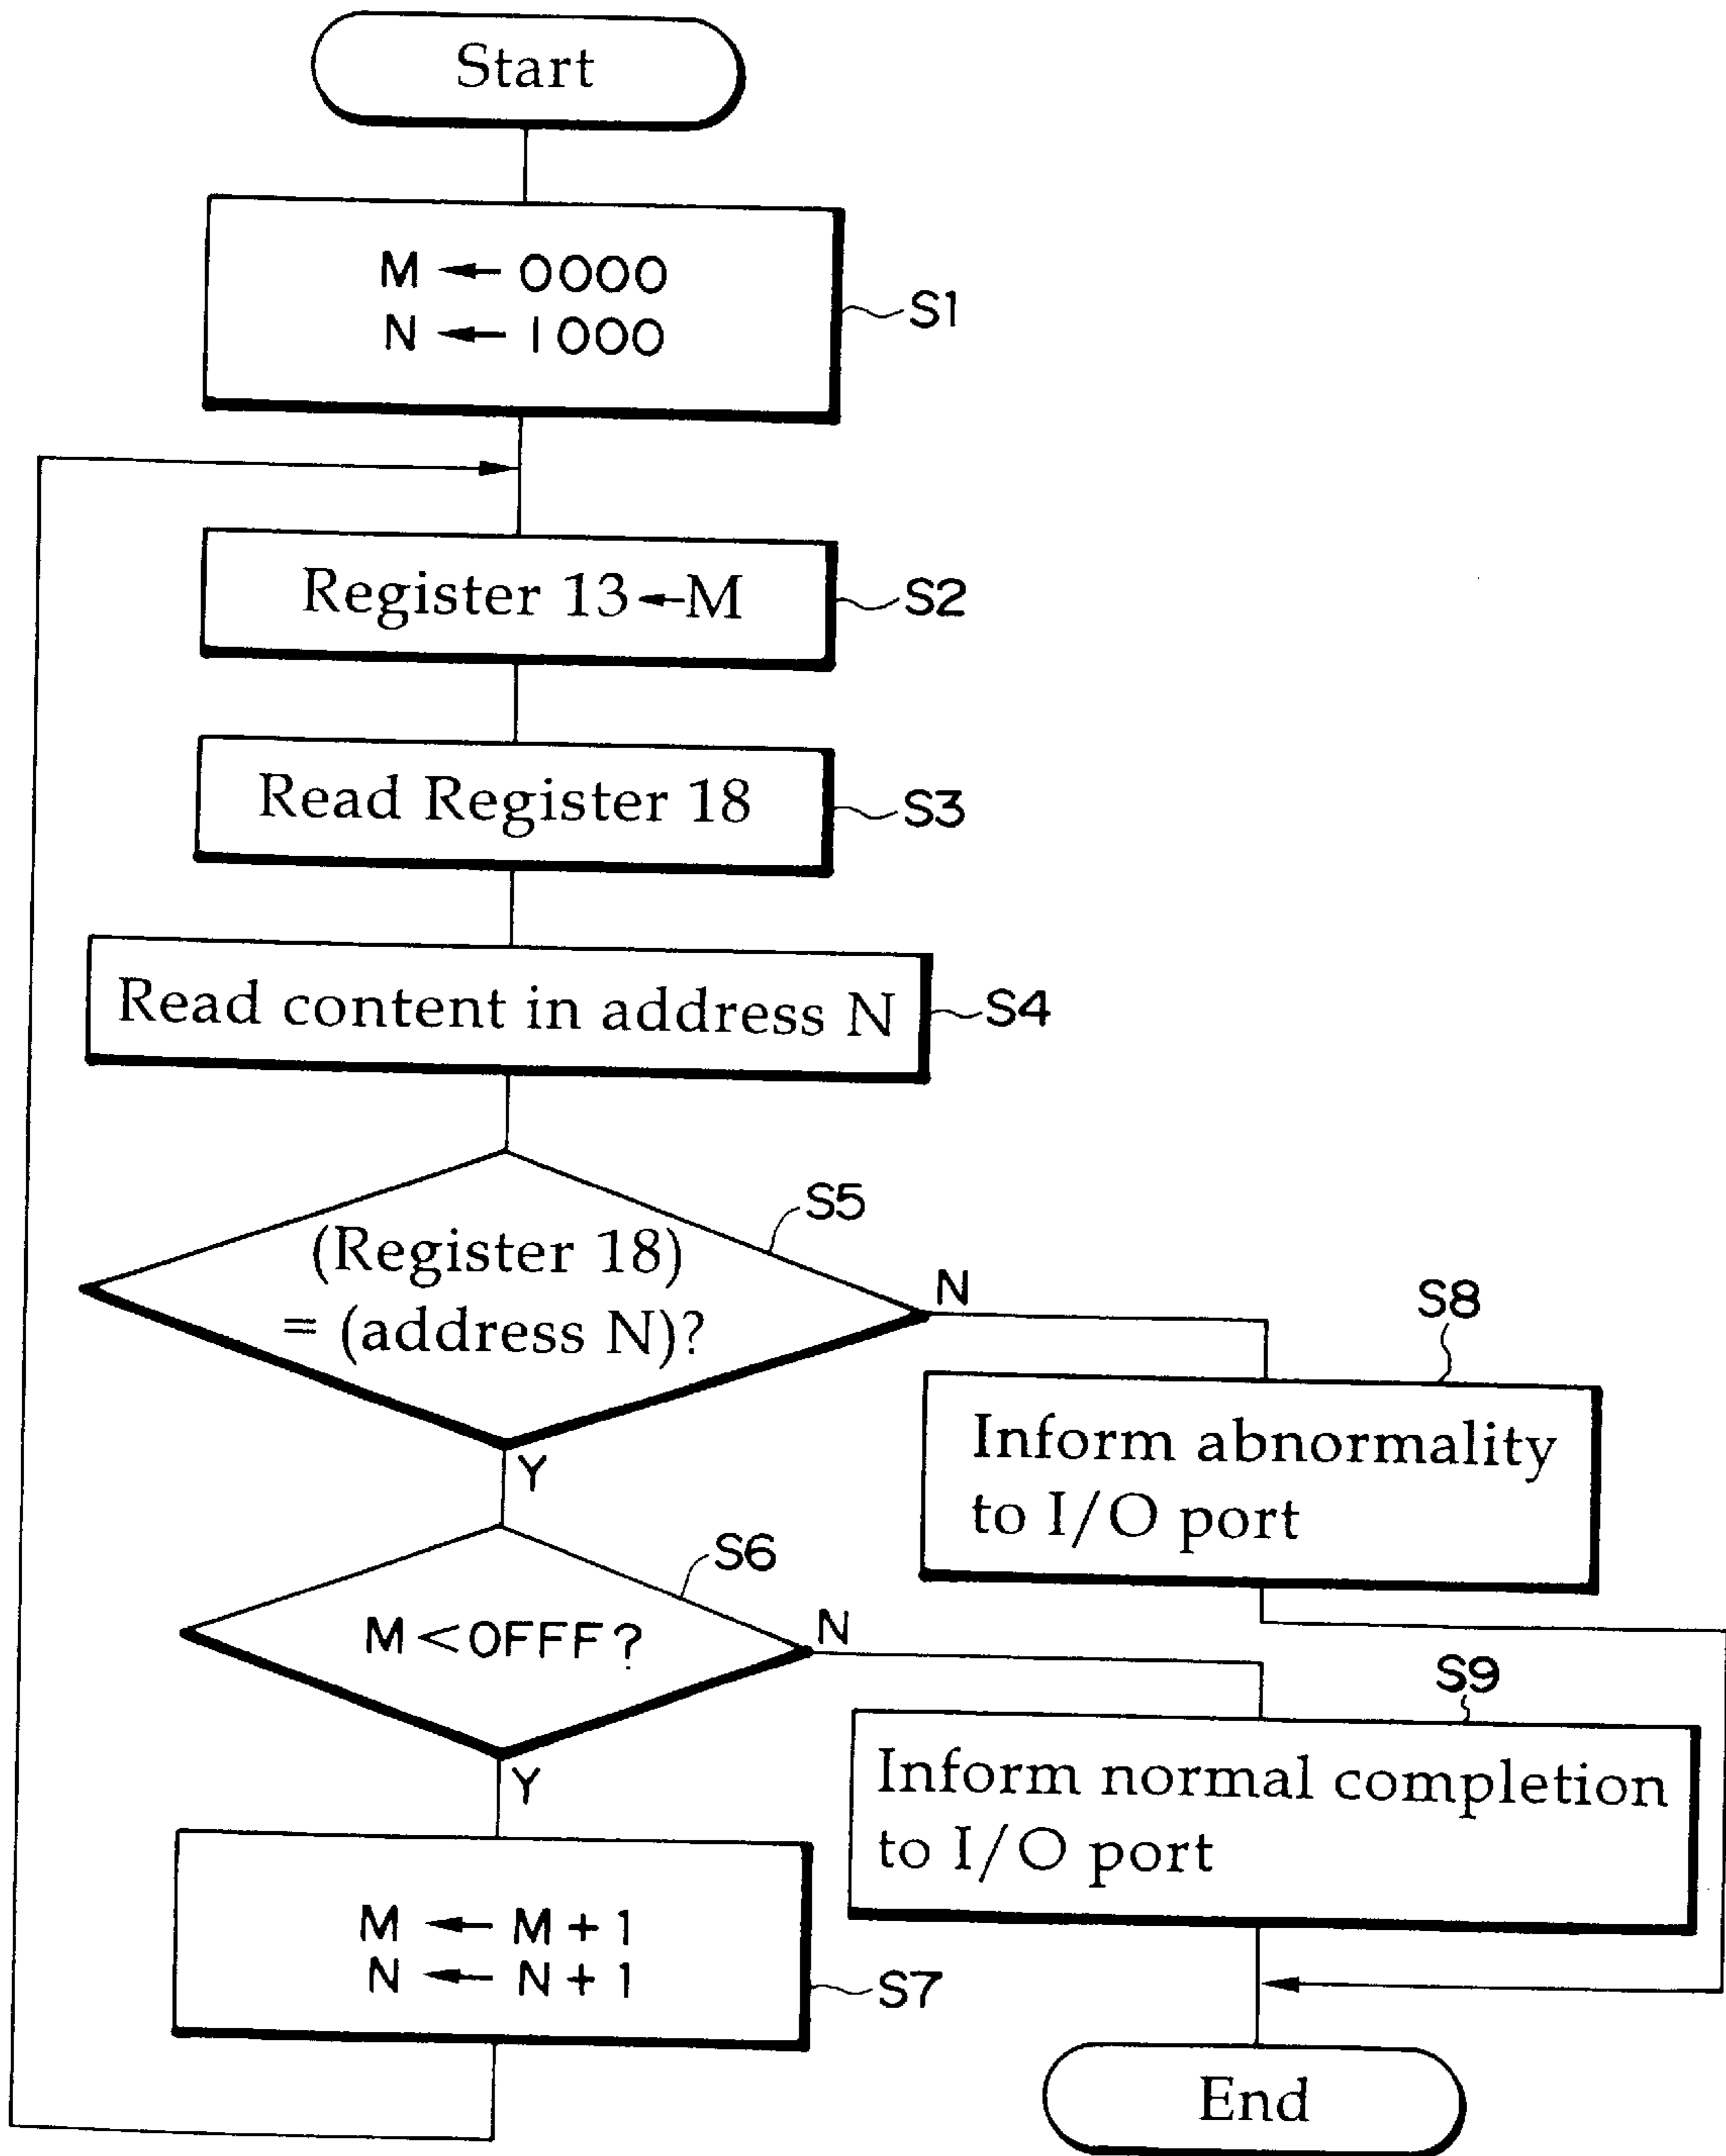 Start
M ← 0000
N ← 1000
S1
Register 13←M
S2
Read Register 18
S3
Read content in address N
S4
S5
(Register 18)
= (address N)?
N
Y
S8
Inform abnormality
to I/O port
S6
M<0FFF?
N
Y
S9
Inform normal completion
to I/O port
M ← M+1
N ← N+1
S7
End